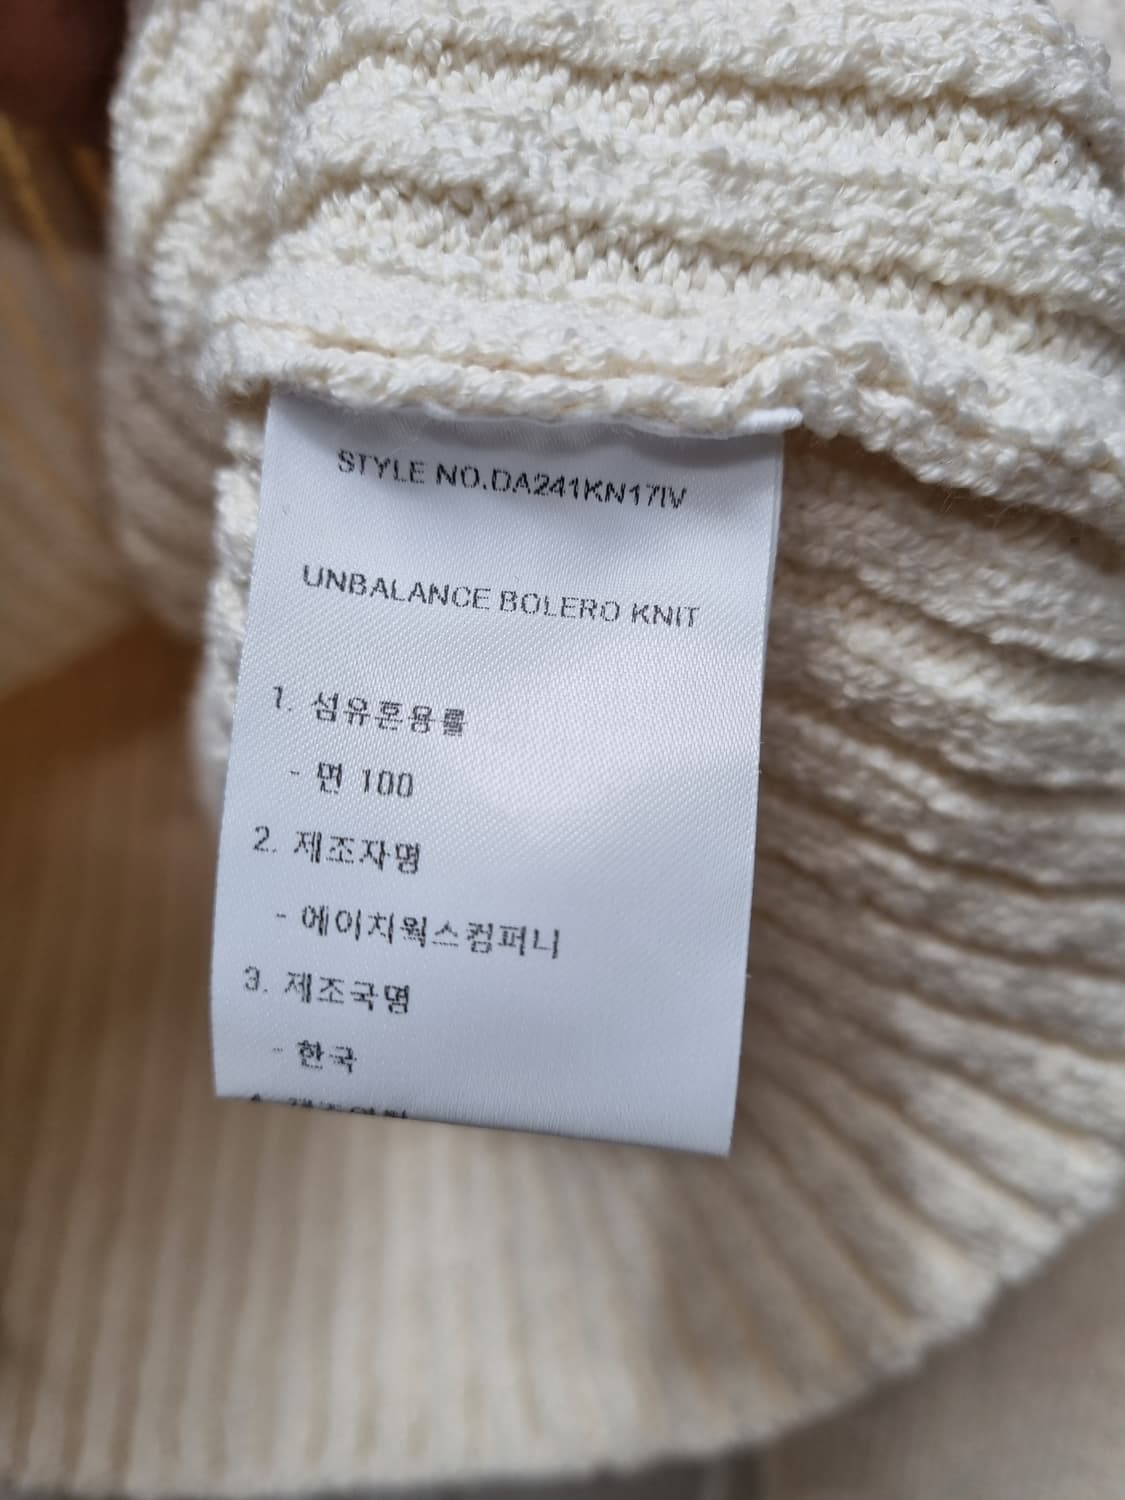 STYLE NO.DA241KN17IV
UNBALANCE BOLERO KNIT
1. 섬유혼용률
- 면 100
2. 제조자명
- 에이치웍스컴퍼니
3. 제조국명
- 한국